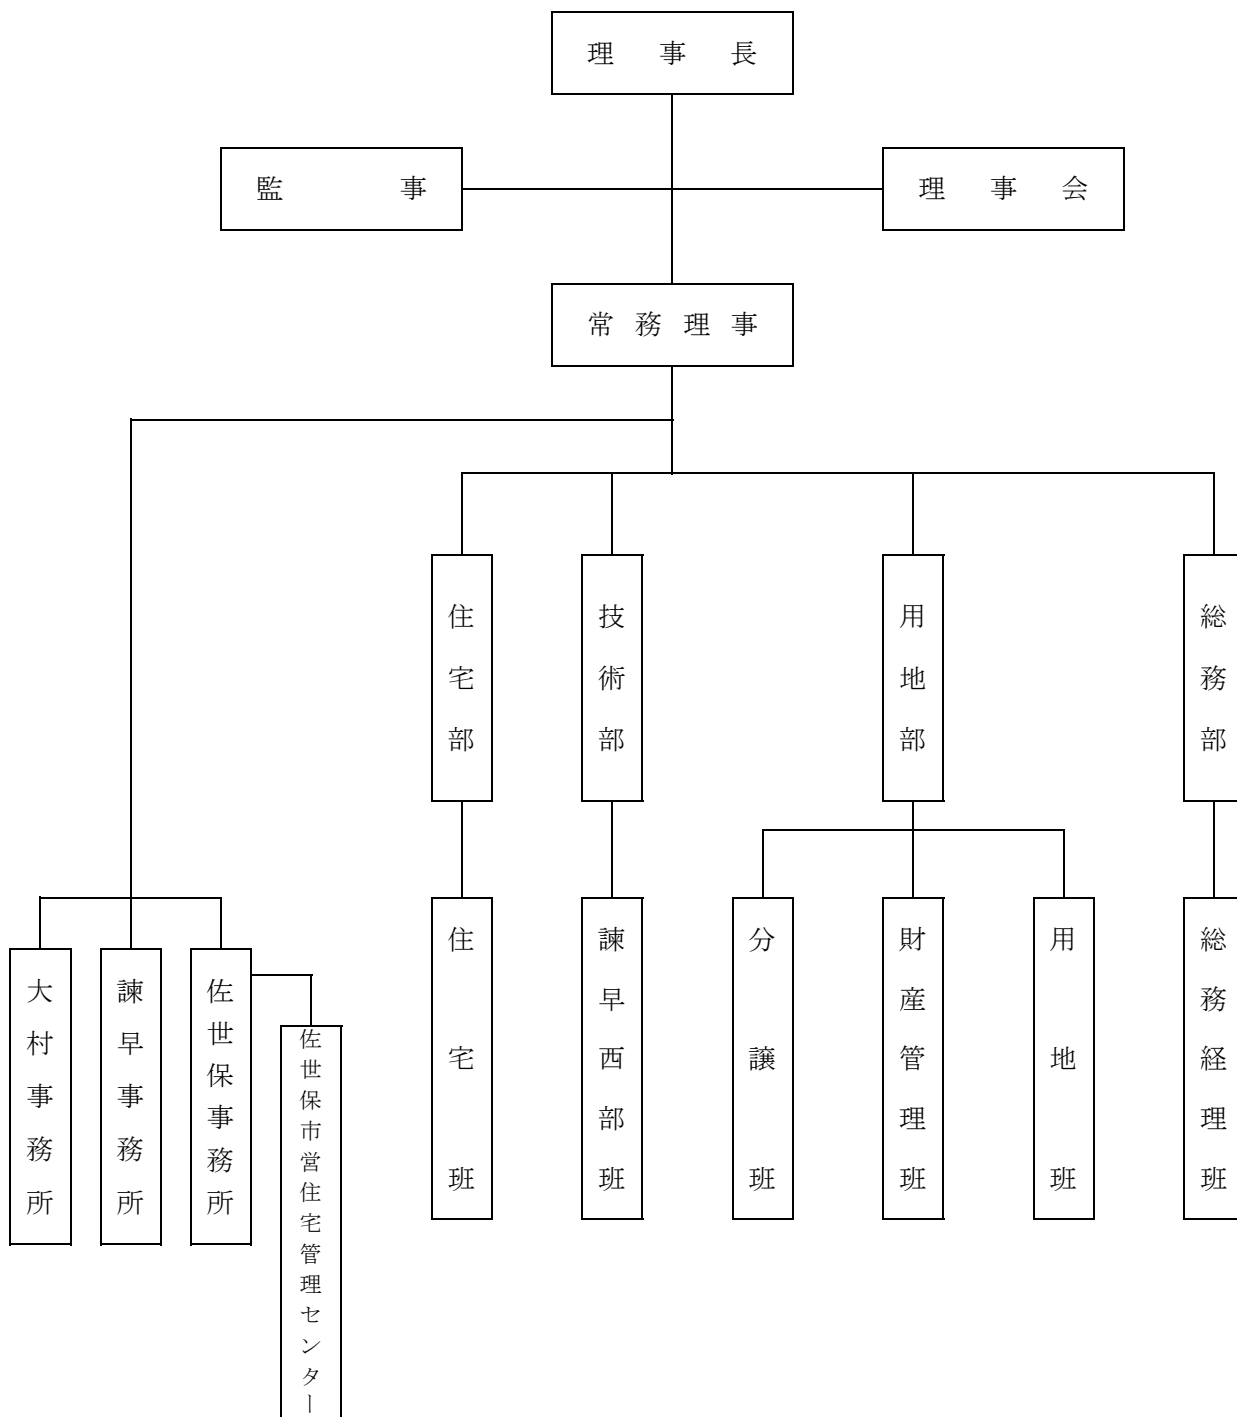 理事長
監事
理事会
常務理事
総務部
用地部
技術部
住宅部
総務経理班
用地班
財産管理班
分譲班
諫早西部班
住宅班
佐世保事務所
諫早事務所
大村事務所
佐世保市営住宅管理センター